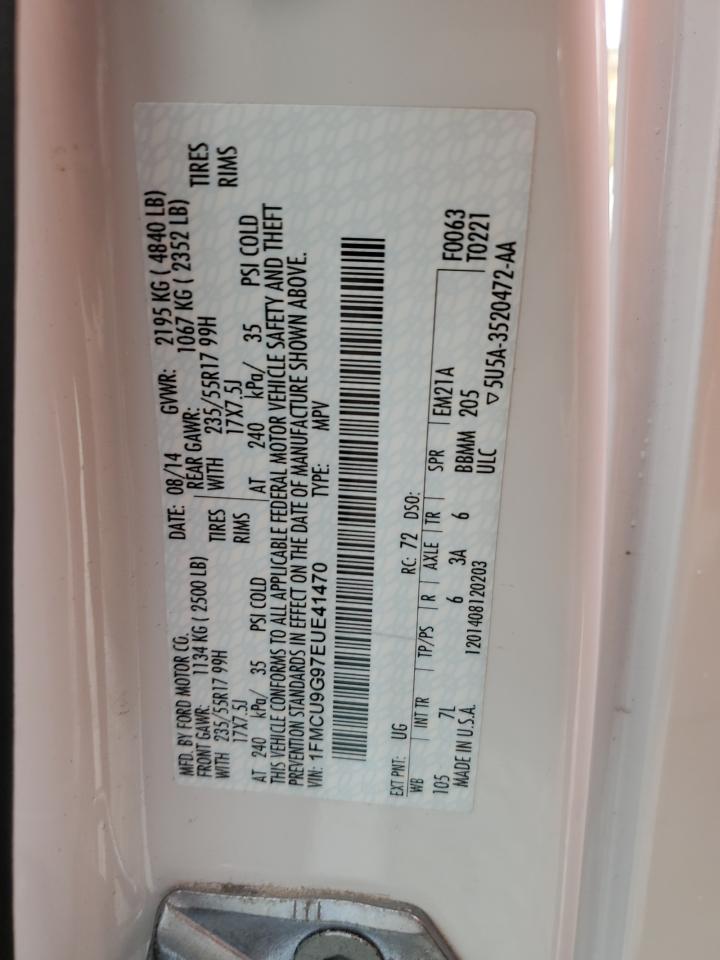 MFD. BY FORD MOTOR CO. DATE: 08/14 GVWR: 2195 KG ( 4840 LB)
FRONT GAWR: 1134 KG ( 2500 LB) REAR GAWR: 1067 KG ( 2352 LB)
WITH 235/55R17 99H TIRES WITH 235/55R17 99H TIRES
17X7.5J RIMS 17X7.5J RIMS
AT 240 kPa/ 35 PSI COLD AT 240 kPa/ 35 PSI COLD
THIS VEHICLE CONFORMS TO ALL APPLICABLE FEDERAL MOTOR VEHICLE SAFETY AND THEFT
PREVENTION STANDARDS IN EFFECT ON THE DATE OF MANUFACTURE SHOWN ABOVE.
VIN: 1FMCU9G97EUE41470 TYPE: MPV
EXT PNT: UG RC: 72 DSO: F0063
WB INT TR TP/PS R AXLE TR SPR EM21A T0221
105 7L 6 3A 6 BBMM 205
MADE IN U.S.A. 1201408120203 ULC ▽5U5A-3520472-AA